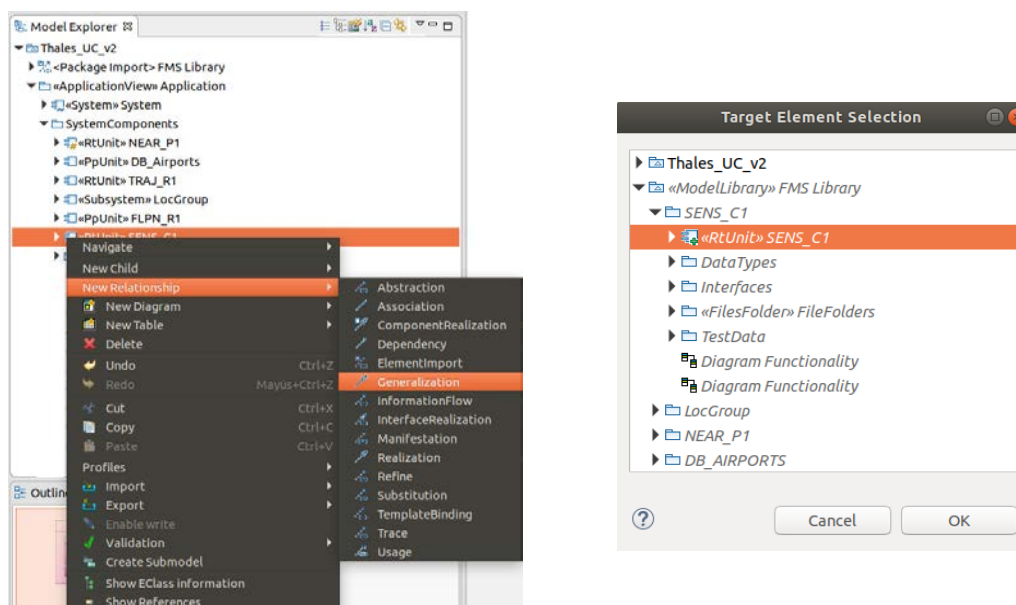 Model Explorer
Thales_UC_v2
<Package Import> FMS Library
«ApplicationView» Application
«System» System
SystemComponents
«RtUnit» NEAR_P1
«PpUnit» DB_Airports
«RtUnit» TRAJ_R1
«Subsystem» LocGroup
«PpUnit» FLPN_R1
«RtUnit» SENS_C1
Navigate
New Child
New Relationship
New Diagram
New Table
Delete
Undo Ctrl+Z
Redo Mayus+Ctrl+Z
Cut Ctrl+X
Copy Ctrl+C
Paste Ctrl+V
Profiles
Import
Export
Enable write
Validation
Create Submodel
Show EClass information
Show References
Abstraction
Association
ComponentRealization
Dependency
ElementImport
Generalization
InformationFlow
InterfaceRealization
Manifestation
Realization
Refine
Substitution
TemplateBinding
Trace
Usage
Outlin
Target Element Selection
Thales_UC_v2
«ModelLibrary» FMS Library
SENS_C1
«RtUnit» SENS_C1
DataTypes
Interfaces
«FilesFolder» FileFolders
TestData
Diagram Functionality
Diagram Functionality
LocGroup
NEAR_P1
DB_AIRPORTS
?
Cancel OK